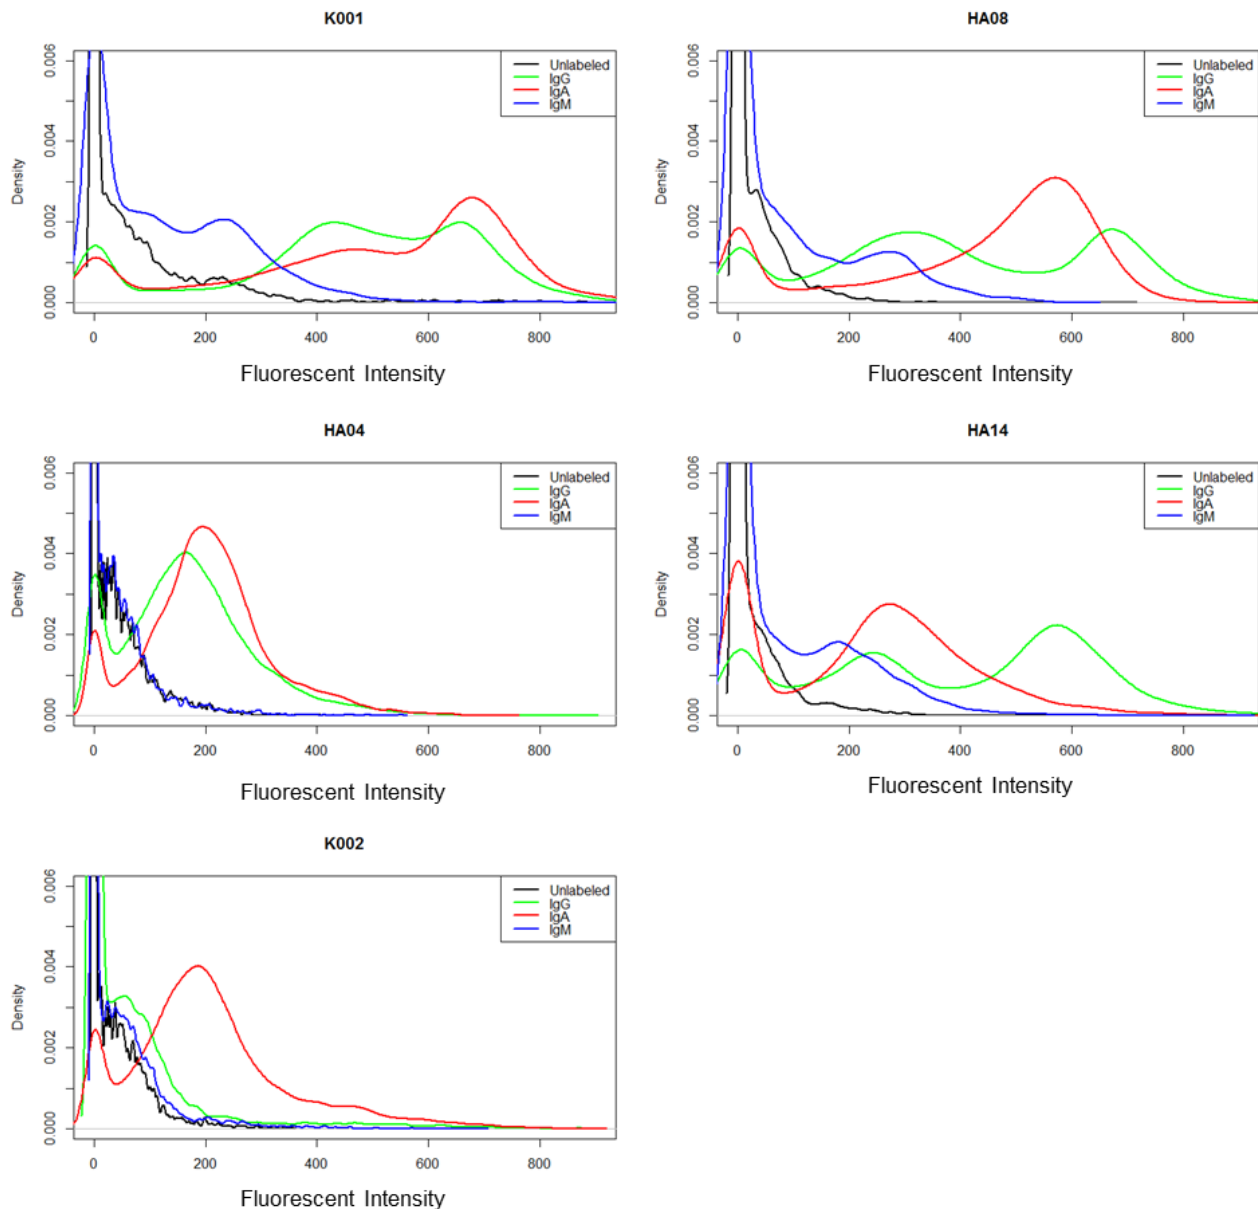 K001
Unlabeled
IgG
IgA
IgM
Density
0.000 0.002 0.004 0.006
0 200 400 600 800
Fluorescent Intensity
HA08
Unlabeled
IgG
IgA
IgM
Density
0.000 0.002 0.004 0.006
0 200 400 600 800
Fluorescent Intensity
HA04
Unlabeled
IgG
IgA
IgM
Density
0.000 0.002 0.004 0.006
0 200 400 600 800
Fluorescent Intensity
HA14
Unlabeled
IgG
IgA
IgM
Density
0.000 0.002 0.004 0.006
0 200 400 600 800
Fluorescent Intensity
K002
Unlabeled
IgG
IgA
IgM
Density
0.000 0.002 0.004 0.006
0 200 400 600 800
Fluorescent Intensity